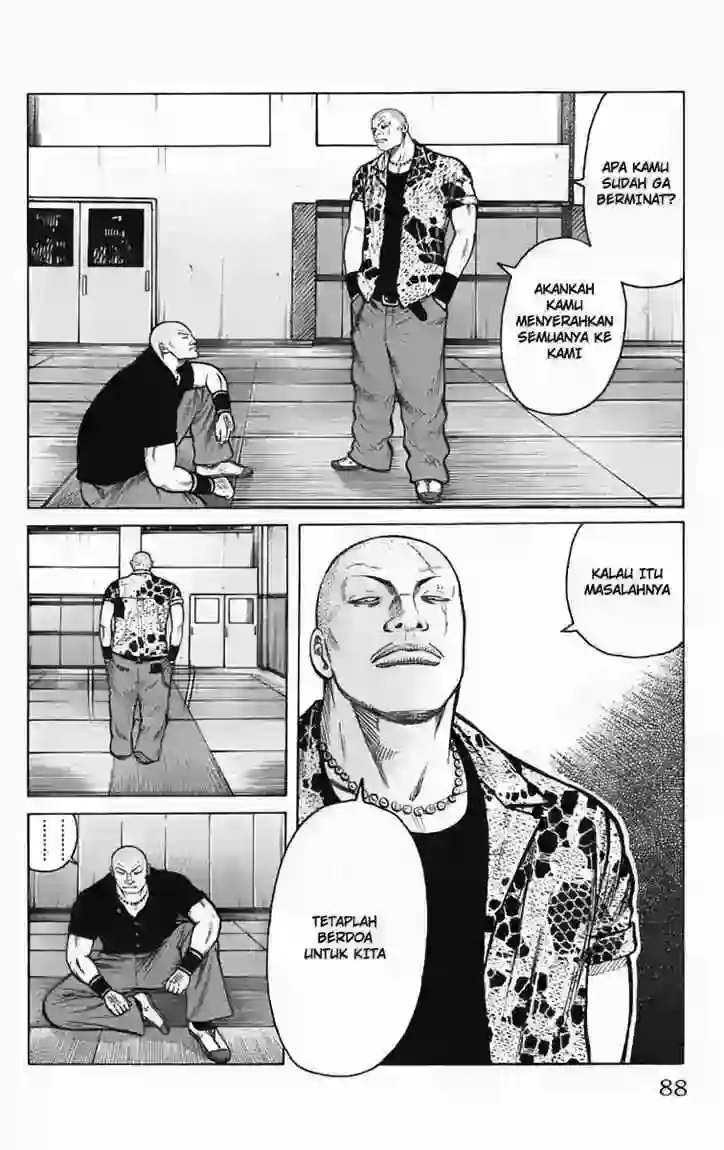 APA KAMU
SUDAH GA
BERMINAT?
AKANKAH
KAMU
MENYERAHKAN
SEMUANYA KE
KAMI
KALAU ITU
MASALAHNYA
TETAPLAH
BERDOA
UNTUK KITA
88